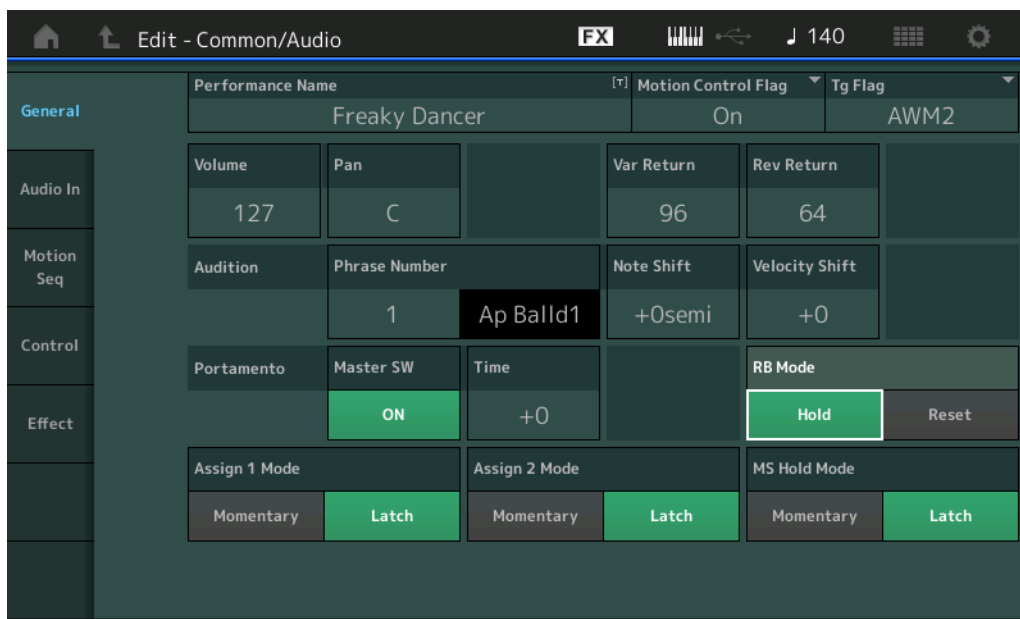 Edit - Common/Audio FX ♩ 140
General
Audio In
Motion
Seq
Control
Effect
Performance Name [T] Motion Control Flag Tg Flag
Freaky Dancer On AWM2
Volume Pan Var Return Rev Return
127 C 96 64
Audition Phrase Number Note Shift Velocity Shift
1 Ap Balld1 +0semi +0
Portamento Master SW Time RB Mode
ON +0 Hold Reset
Assign 1 Mode Assign 2 Mode MS Hold Mode
Momentary Latch Momentary Latch Momentary Latch